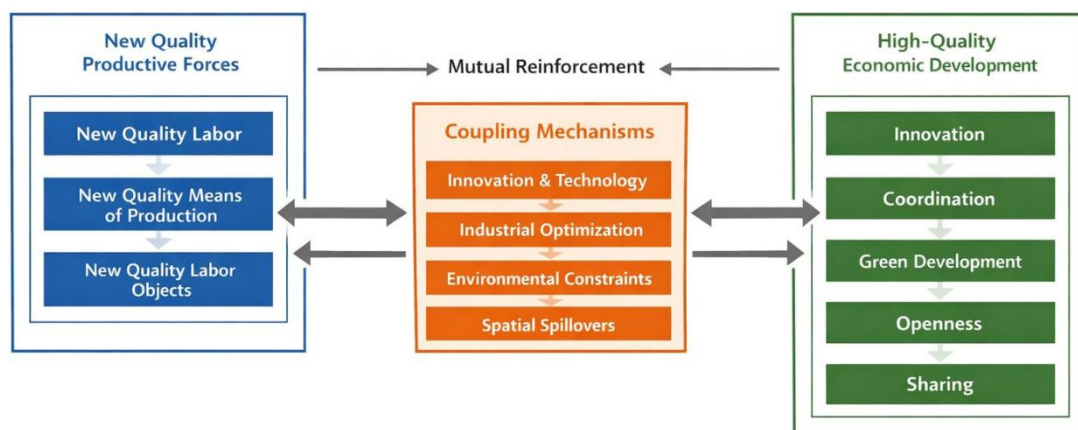 New Quality
Productive Forces
New Quality Labor
New Quality Means
of Production
New Quality Labor
Objects
Mutual Reinforcement
Coupling Mechanisms
Innovation & Technology
Industrial Optimization
Environmental Constraints
Spatial Spillovers
High-Quality
Economic Development
Innovation
Coordination
Green Development
Openness
Sharing